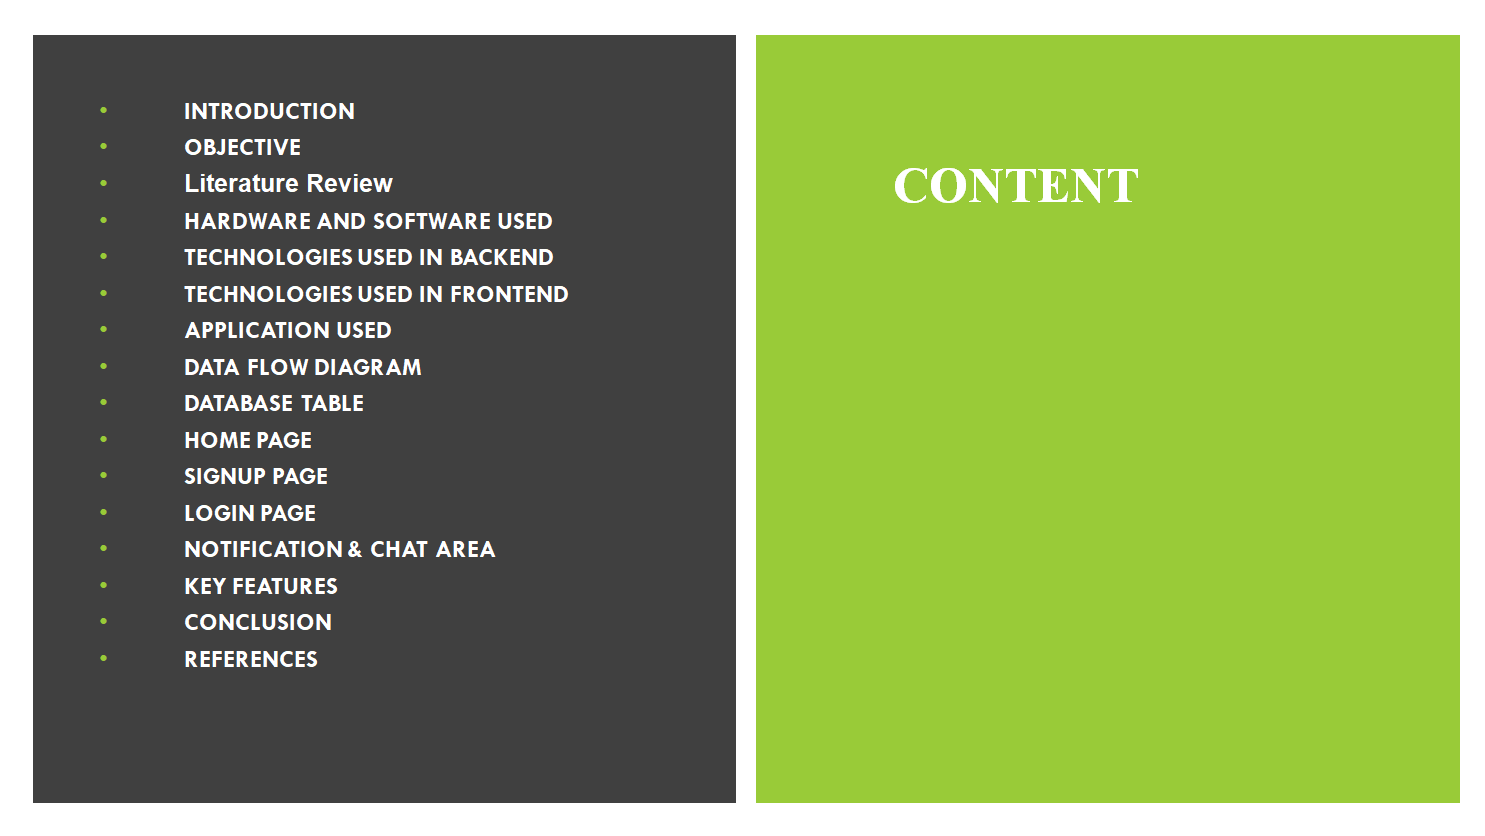 • INTRODUCTION
• OBJECTIVE
• Literature Review
• HARDWARE AND SOFTWARE USED
• TECHNOLOGIES USED IN BACKEND
• TECHNOLOGIES USED IN FRONTEND
• APPLICATION USED
• DATA FLOW DIAGRAM
• DATABASE TABLE
• HOME PAGE
• SIGNUP PAGE
• LOGIN PAGE
• NOTIFICATION & CHAT AREA
• KEY FEATURES
• CONCLUSION
• REFERENCES
CONTENT